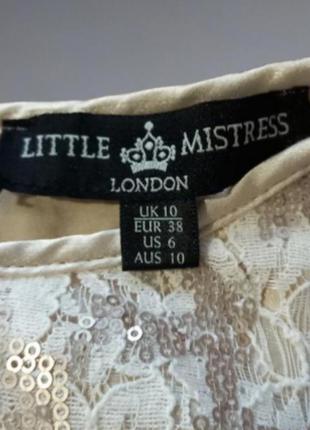 LITTLE MISTRESS
LONDON
UK 10
EUR 38
US 6
AUS 10